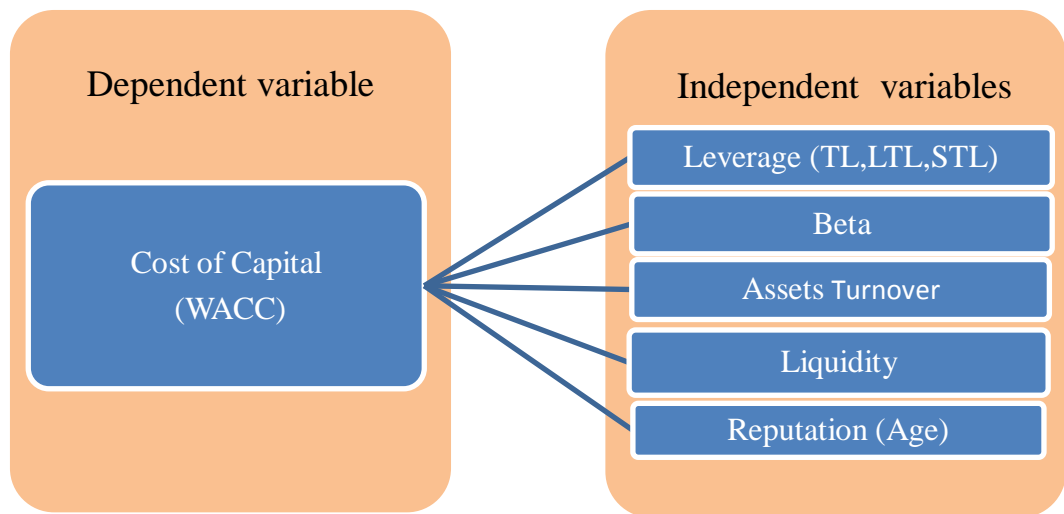 Dependent variable
Cost of Capital
(WACC)
Independent variables
Leverage (TL,LTL,STL)
Beta
Assets Turnover
Liquidity
Reputation (Age)